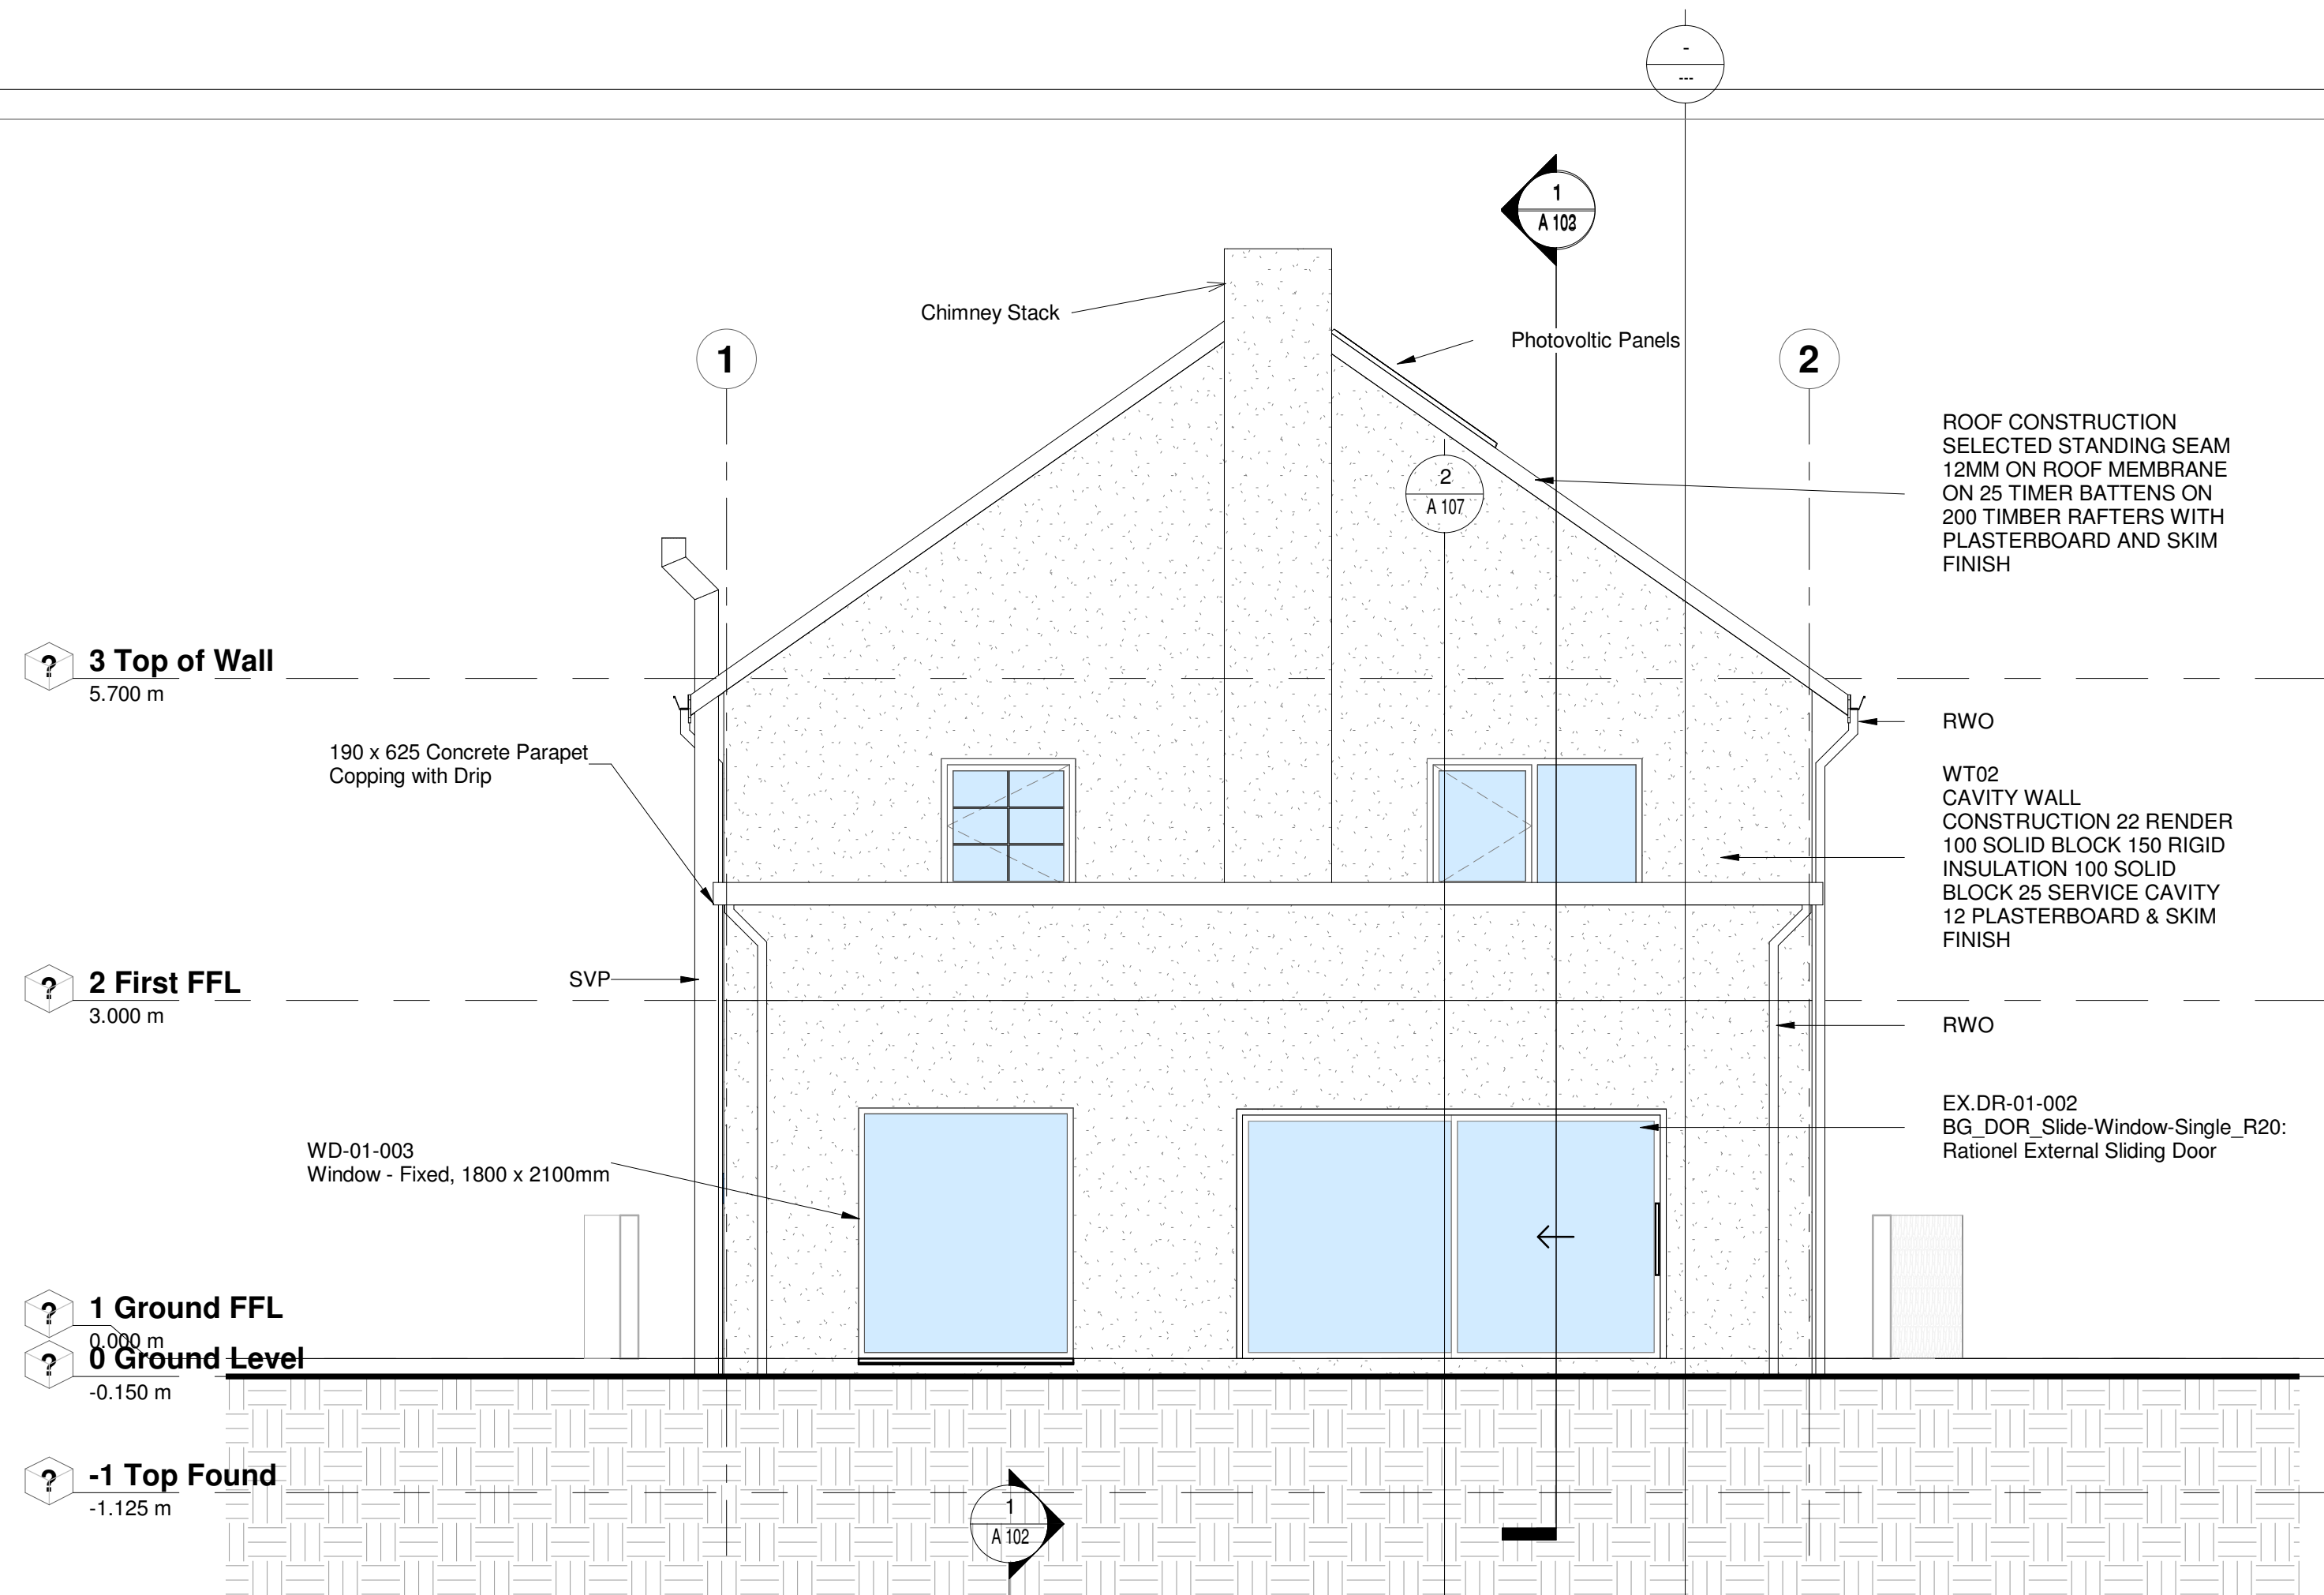 -
---
1
A 103
Chimney Stack
Photovoltic Panels
1
2
ROOF CONSTRUCTION
SELECTED STANDING SEAM
12MM ON ROOF MEMBRANE
ON 25 TIMER BATTENS ON
200 TIMBER RAFTERS WITH
PLASTERBOARD AND SKIM
FINISH
2
A 107
? 3 Top of Wall
5.700 m
RWO
190 x 625 Concrete Parapet
Copping with Drip
WT02
CAVITY WALL
CONSTRUCTION 22 RENDER
100 SOLID BLOCK 150 RIGID
INSULATION 100 SOLID
BLOCK 25 SERVICE CAVITY
12 PLASTERBOARD & SKIM
FINISH
? 2 First FFL
3.000 m
SVP
RWO
EX.DR-01-002
BG_DOR_Slide-Window-Single_R20:
Rationel External Sliding Door
WD-01-003
Window - Fixed, 1800 x 2100mm
? 1 Ground FFL
0.000 m
? 0 Ground Level
-0.150 m
? -1 Top Found
-1.125 m
1
A 102